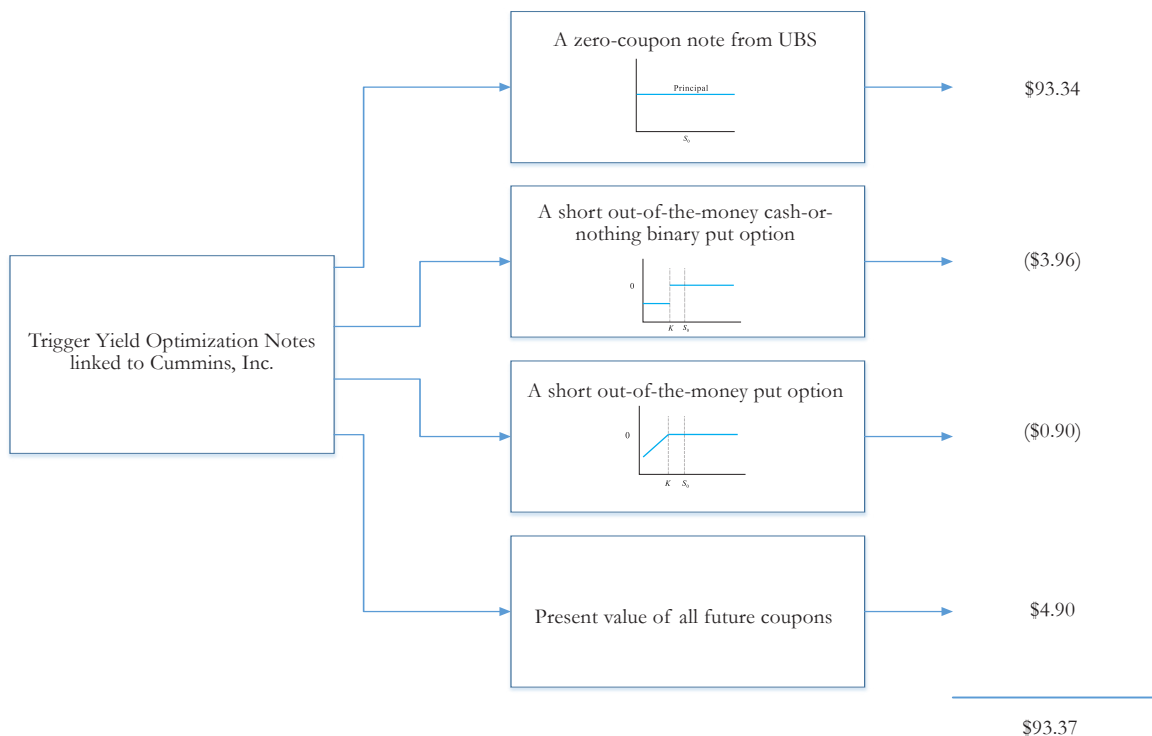 A zero-coupon note from UBS
Principal
S0
$93.34
A short out-of-the-money cash-or-
nothing binary put option
0
K
S0
($3.96)
Trigger Yield Optimization Notes
linked to Cummins, Inc.
A short out-of-the-money put option
0
K
S0
($0.90)
Present value of all future coupons
$4.90
$93.37